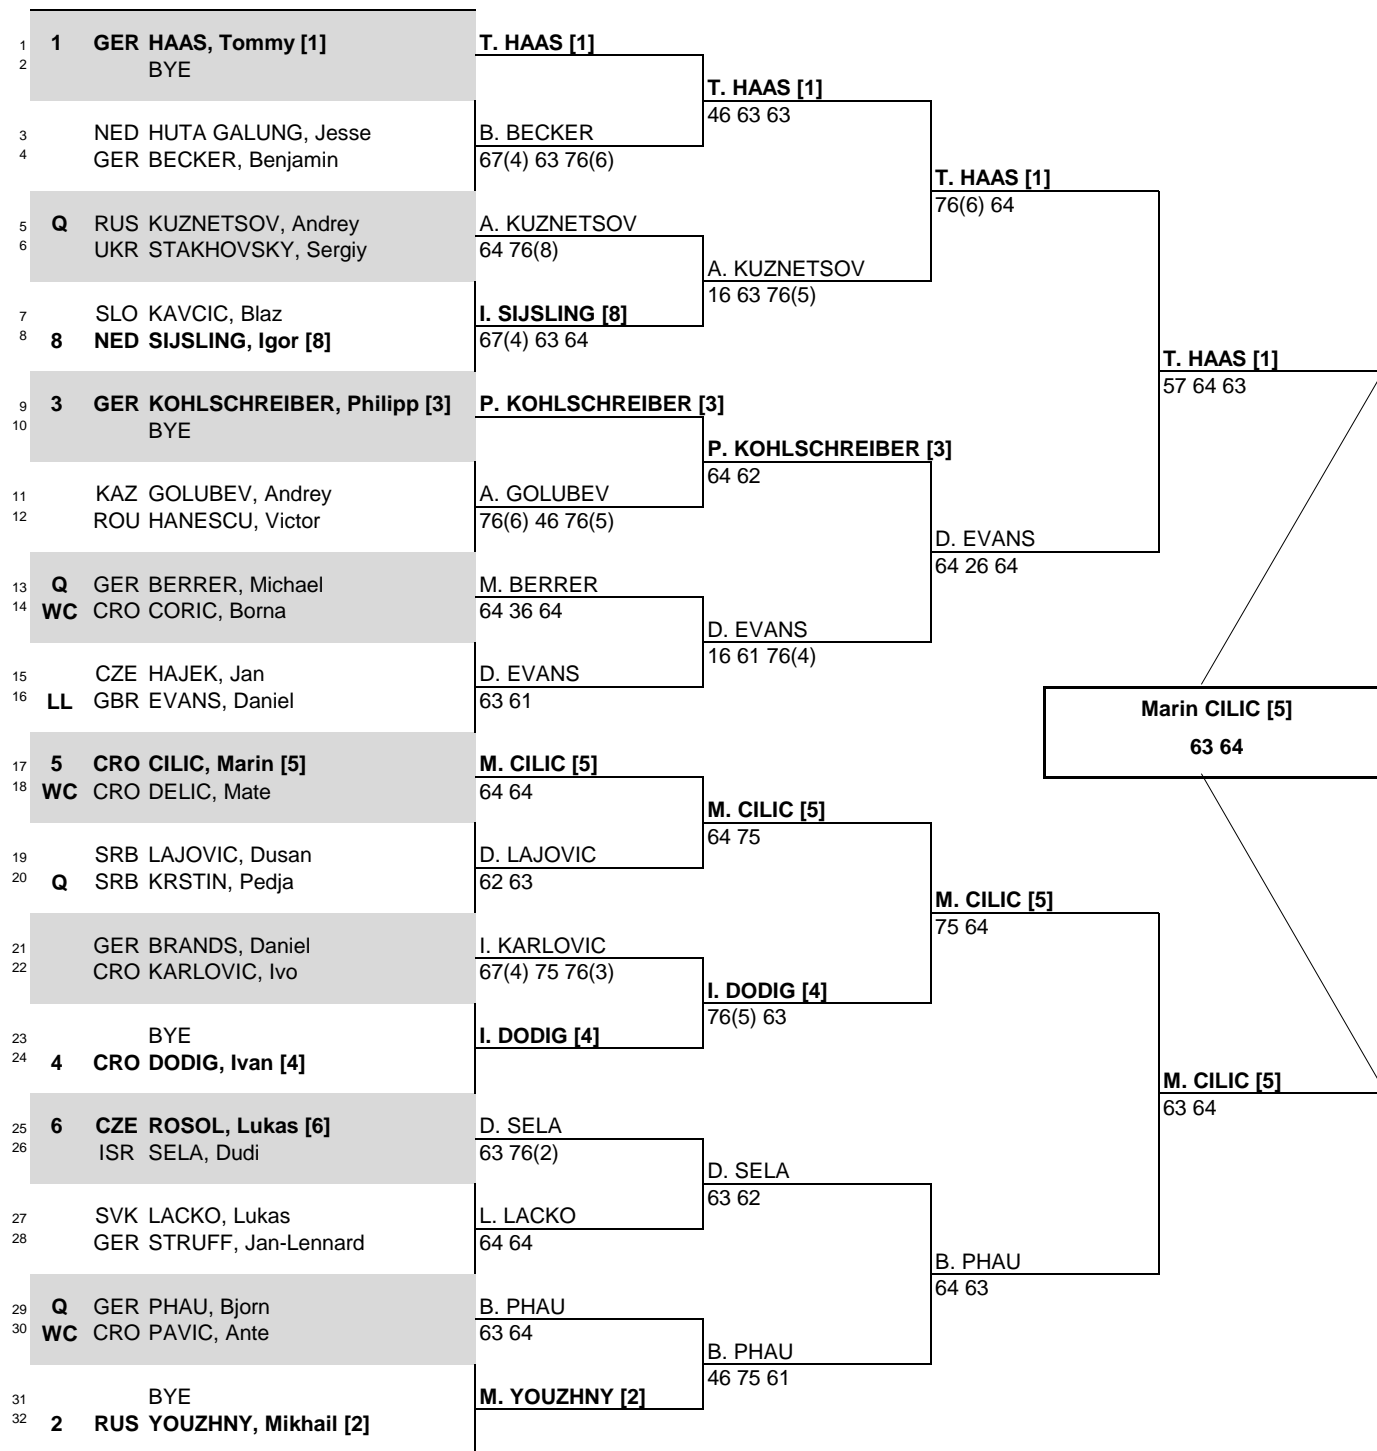 1 1 GER HAAS, Tommy [1]
2 BYE
3 NED HUTA GALUNG, Jesse
4 GER BECKER, Benjamin
5 Q RUS KUZNETSOV, Andrey
6 UKR STAKHOVSKY, Sergiy
7 SLO KAVCIC, Blaz
8 8 NED SIJSLING, Igor [8]
9 3 GER KOHLSCHREIBER, Philipp [3]
10 BYE
11 KAZ GOLUBEV, Andrey
12 ROU HANESCU, Victor
13 Q GER BERRER, Michael
14 WC CRO CORIC, Borna
15 CZE HAJEK, Jan
16 LL GBR EVANS, Daniel
17 5 CRO CILIC, Marin [5]
18 WC CRO DELIC, Mate
19 SRB LAJOVIC, Dusan
20 Q SRB KRSTIN, Pedja
21 GER BRANDS, Daniel
22 CRO KARLOVIC, Ivo
23 BYE
24 4 CRO DODIG, Ivan [4]
25 6 CZE ROSOL, Lukas [6]
26 ISR SELA, Dudi
27 SVK LACKO, Lukas
28 GER STRUFF, Jan-Lennard
29 Q GER PHAU, Bjorn
30 WC CRO PAVIC, Ante
31 BYE
32 2 RUS YOUZHNY, Mikhail [2]
T. HAAS [1]
B. BECKER
67(4) 63 76(6)
A. KUZNETSOV
64 76(8)
I. SIJSLING [8]
67(4) 63 64
P. KOHLSCHREIBER [3]
A. GOLUBEV
76(6) 46 76(5)
M. BERRER
64 36 64
D. EVANS
63 61
M. CILIC [5]
64 64
D. LAJOVIC
62 63
I. KARLOVIC
67(4) 75 76(3)
I. DODIG [4]
D. SELA
63 76(2)
L. LACKO
64 64
B. PHAU
63 64
M. YOUZHNY [2]
T. HAAS [1]
46 63 63
A. KUZNETSOV
16 63 76(5)
P. KOHLSCHREIBER [3]
64 62
D. EVANS
16 61 76(4)
M. CILIC [5]
64 75
I. DODIG [4]
76(5) 63
D. SELA
63 62
B. PHAU
46 75 61
T. HAAS [1]
76(6) 64
D. EVANS
64 26 64
M. CILIC [5]
75 64
B. PHAU
64 63
T. HAAS [1]
57 64 63
M. CILIC [5]
63 64
Marin CILIC [5]
63 64